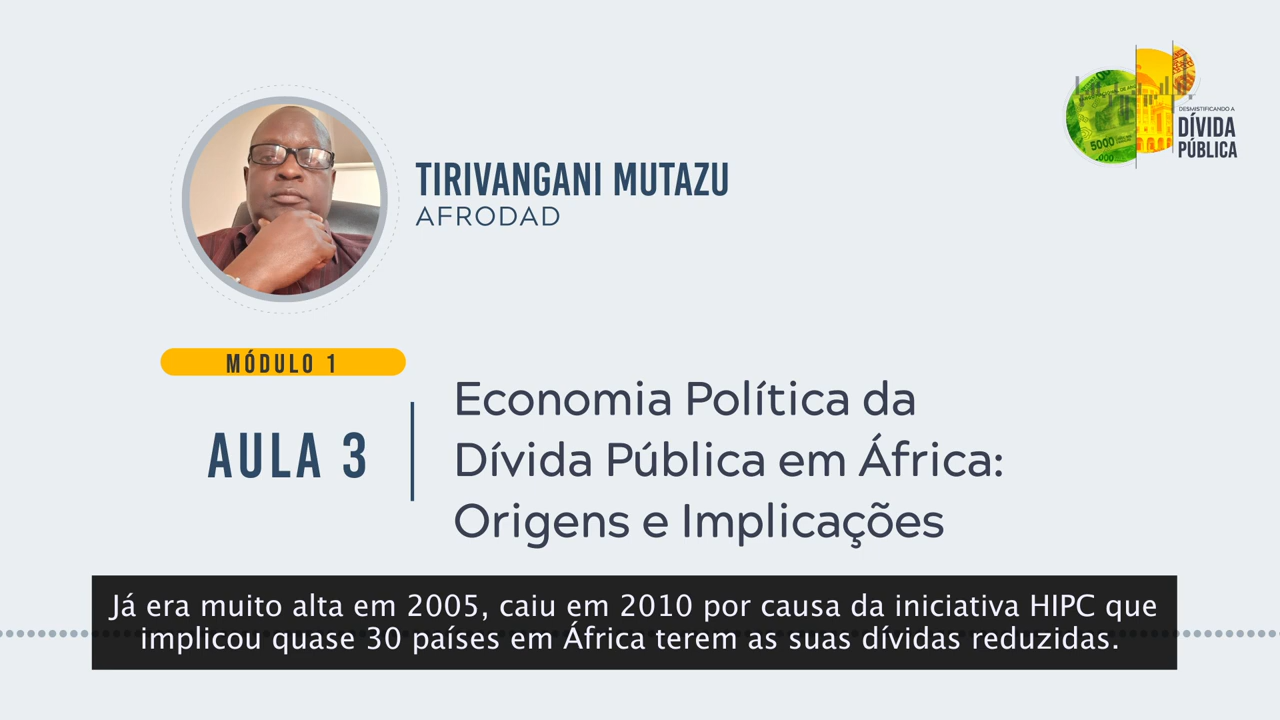 TIRIVANGANI MUTAZU
AFRODAD
DESMISTIFICANDO A
DÍVIDA
PÚBLICA
5000
MÓDULO 1
AULA 3
Economia Política da
Dívida Pública em África:
Origens e Implicações
Já era muito alta em 2005, caiu em 2010 por causa da iniciativa HIPC que
implicou quase 30 países em África terem as suas dívidas reduzidas.